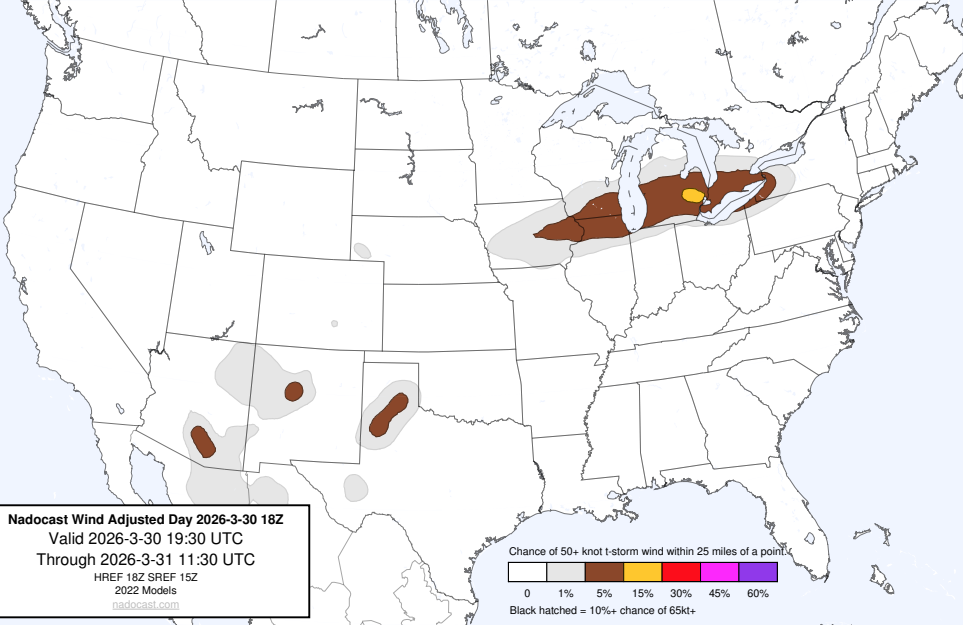 Nadocast Wind Adjusted Day 2026-3-30 18Z
Valid 2026-3-30 19:30 UTC
Through 2026-3-31 11:30 UTC
HREF 18Z SREF 15Z
2022 Models
nadocast.com
Chance of 50+ knot t-storm wind within 25 miles of a point.
0 1% 5% 15% 30% 45% 60%
Black hatched = 10%+ chance of 65kt+